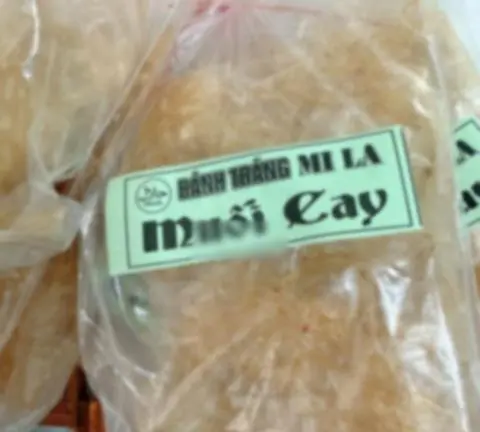 BÁNH TRÁNG MI LA
Muối Cay